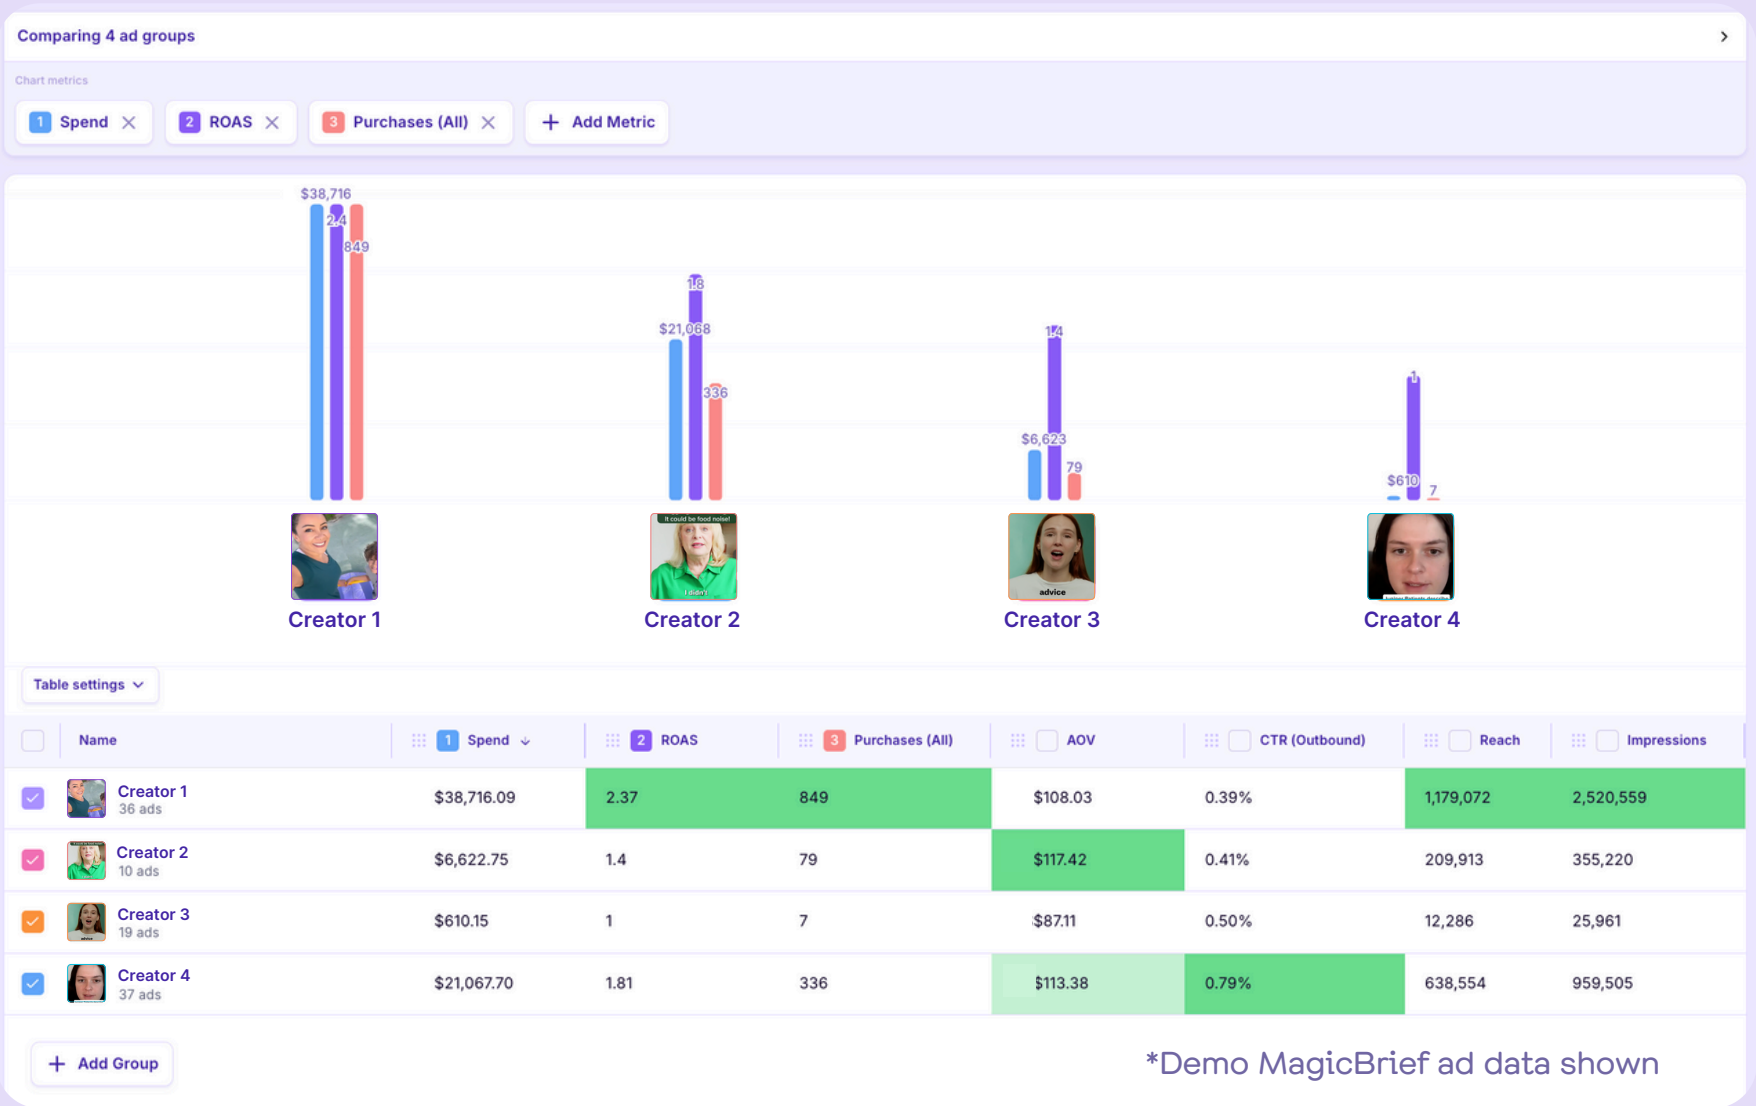 Comparing 4 ad groups
Chart metrics
1 Spend
2 ROAS
3 Purchases (All)
Add Metric
$38,716
2.4
849
1.8
$21,068
336
1.4
$6,623
79
1
$610
7
It could be food noise!
I didn't
advice
Creator 1
Creator 2
Creator 3
Creator 4
Table settings
Name 1 Spend 2 ROAS 3 Purchases (All) AOV CTR (Outbound) Reach Impressions
Creator 1 $38,716.09 2.37 849 $108.03 0.39% 1,179,072 2,520,559
36 ads
Creator 2 $6,622.75 1.4 79 $117.42 0.41% 209,913 355,220
10 ads
Creator 3 $610.15 1 7 $87.11 0.50% 12,286 25,961
19 ads
Creator 4 $21,067.70 1.81 336 $113.38 0.79% 638,554 959,505
37 ads
Add Group
*Demo MagicBrief ad data shown